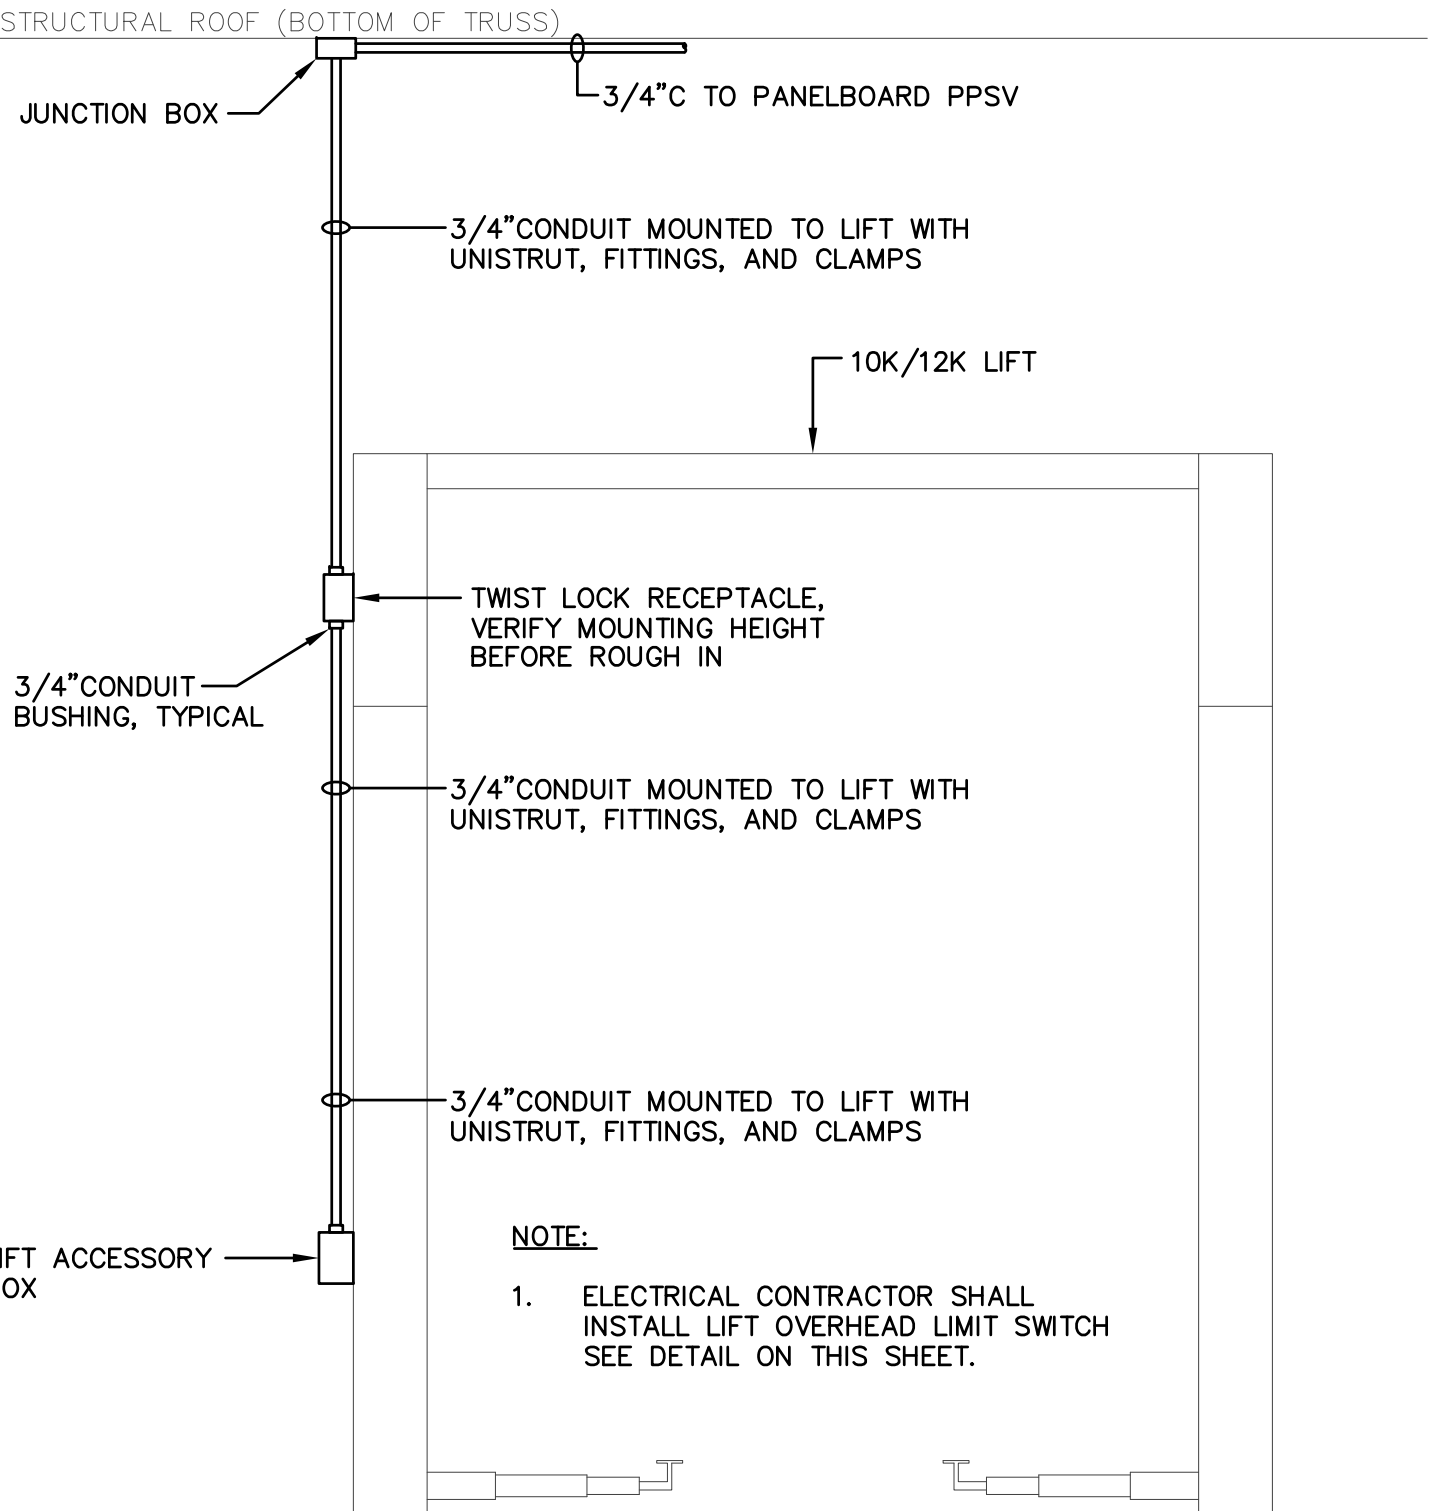 STRUCTURAL ROOF (BOTTOM OF TRUSS)
JUNCTION BOX
3/4"C TO PANELBOARD PPSV
3/4"CONDUIT MOUNTED TO LIFT WITH
UNISTRUT, FITTINGS, AND CLAMPS
10K/12K LIFT
TWIST LOCK RECEPTACLE,
VERIFY MOUNTING HEIGHT
BEFORE ROUGH IN
3/4"CONDUIT
BUSHING, TYPICAL
3/4"CONDUIT MOUNTED TO LIFT WITH
UNISTRUT, FITTINGS, AND CLAMPS
3/4"CONDUIT MOUNTED TO LIFT WITH
UNISTRUT, FITTINGS, AND CLAMPS
ACCESSORY
NOTE:
1. ELECTRICAL CONTRACTOR SHALL
INSTALL LIFT OVERHEAD LIMIT SWITCH
SEE DETAIL ON THIS SHEET.